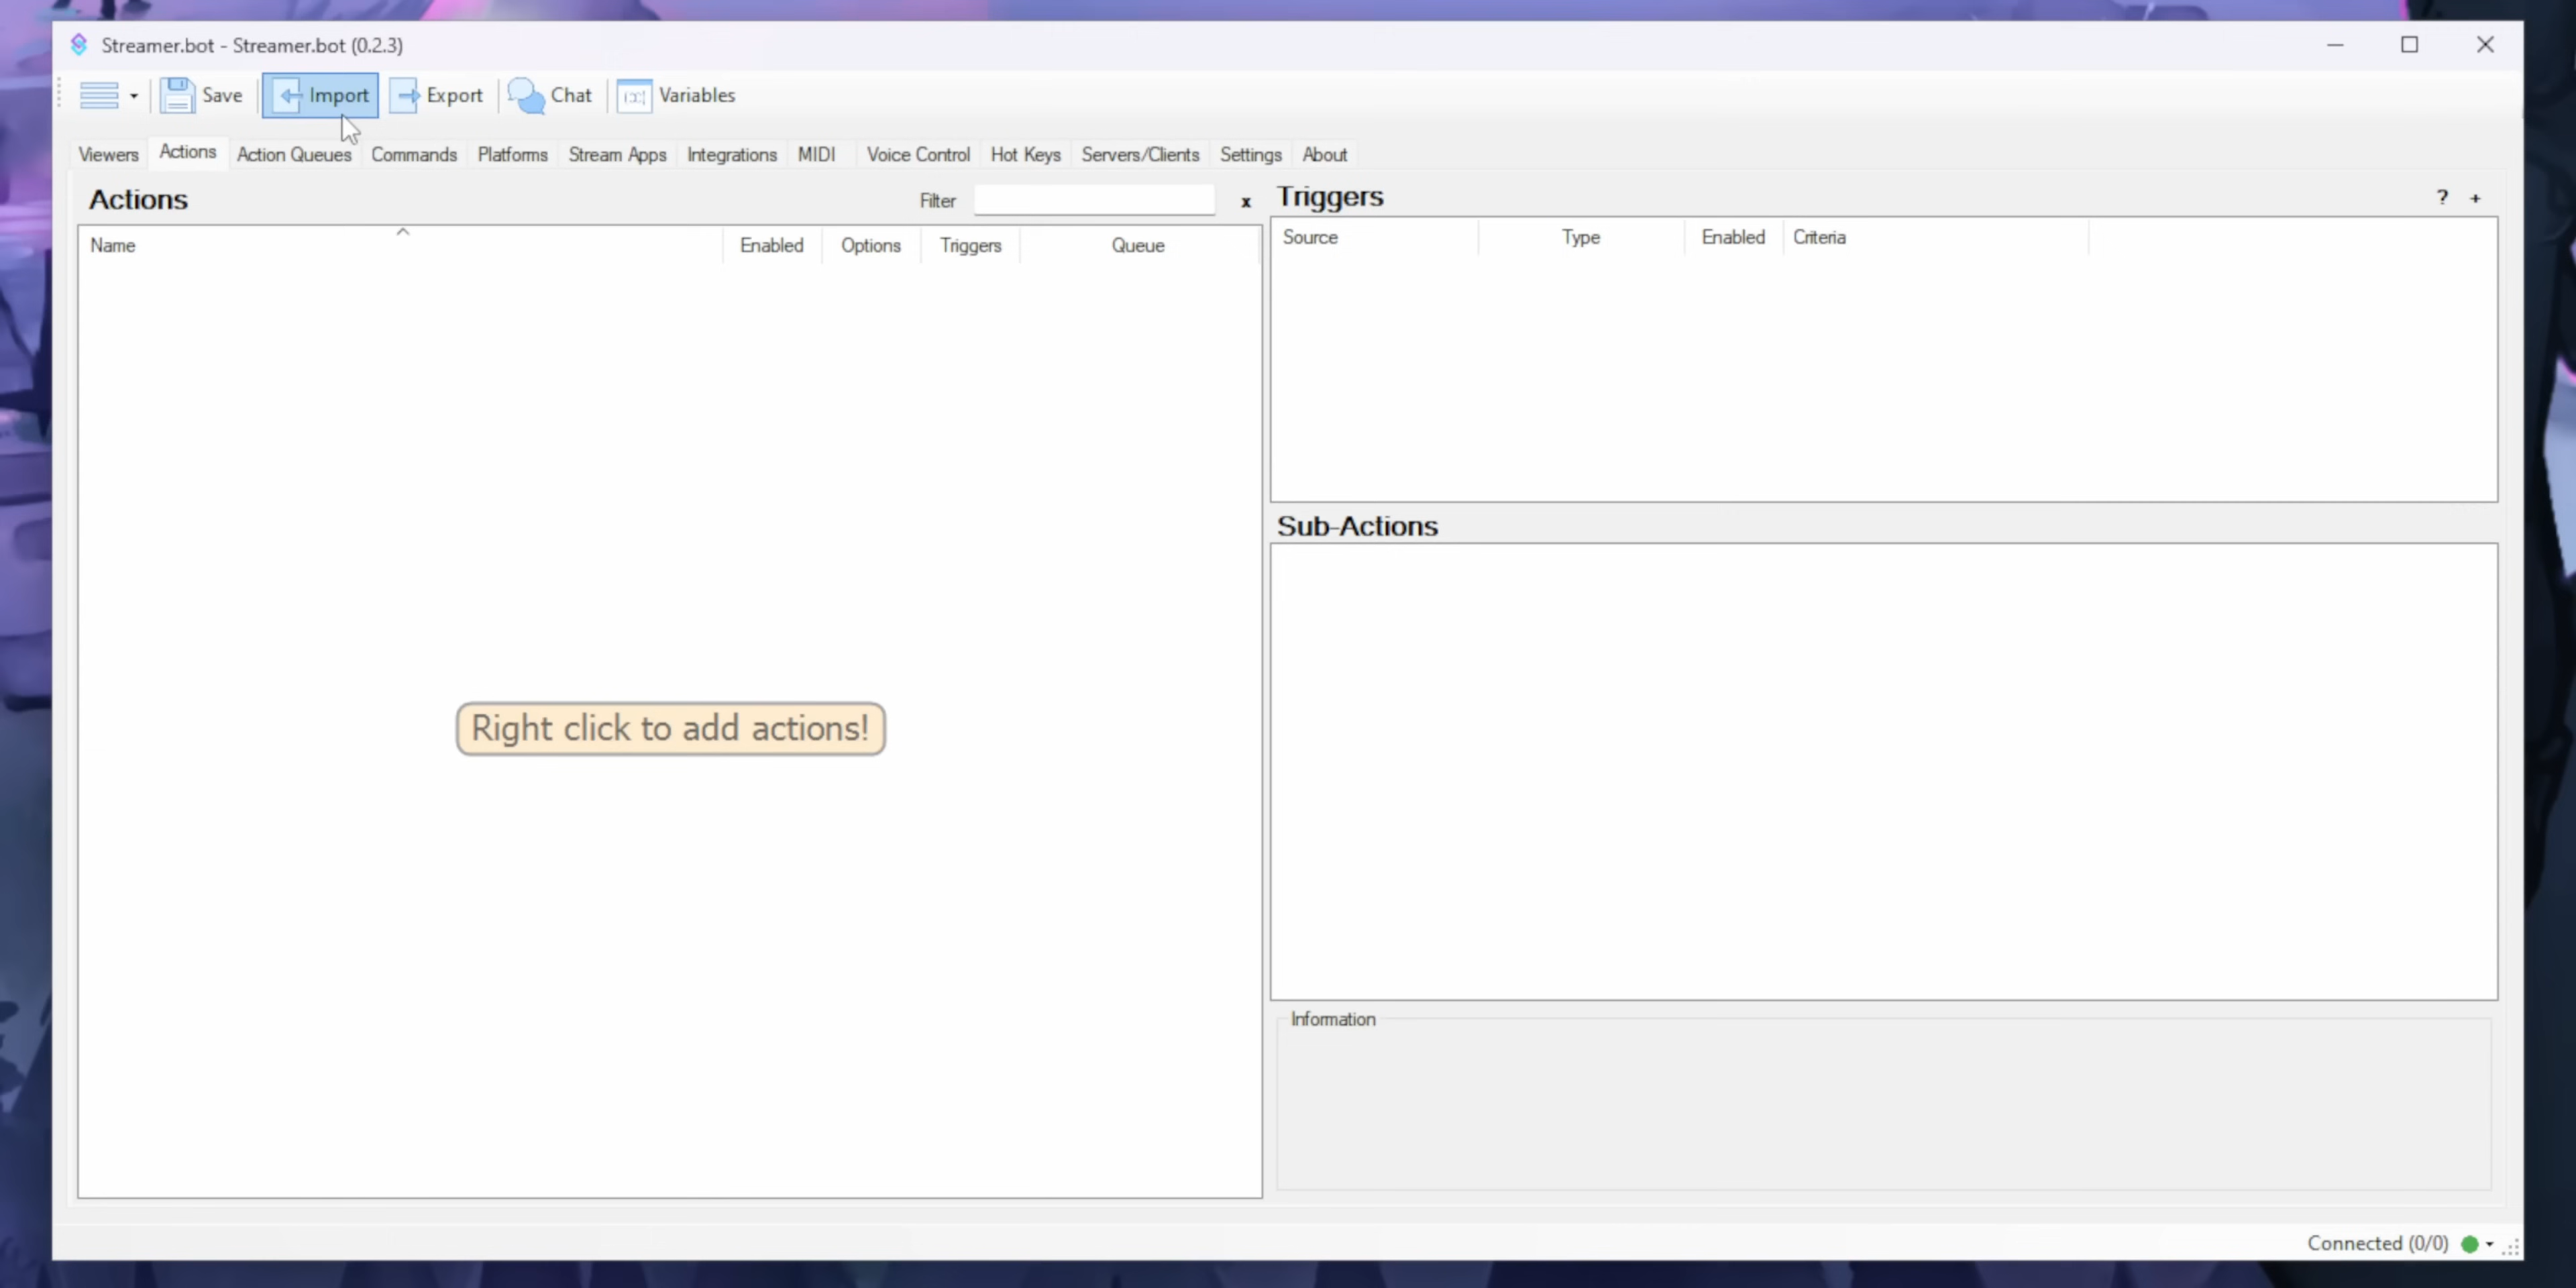 Streamer.bot - Streamer.bot (0.2.3)
Save Import Export Chat Variables
Viewers Actions Action Queues Commands Platforms Stream Apps Integrations MIDI Voice Control Hot Keys Servers/Clients Settings About
Actions Filter x
Name Enabled Options Triggers Queue
Right click to add actions!
Triggers ? +
Source Type Enabled Criteria
Sub-Actions
Information
Connected (0/0)